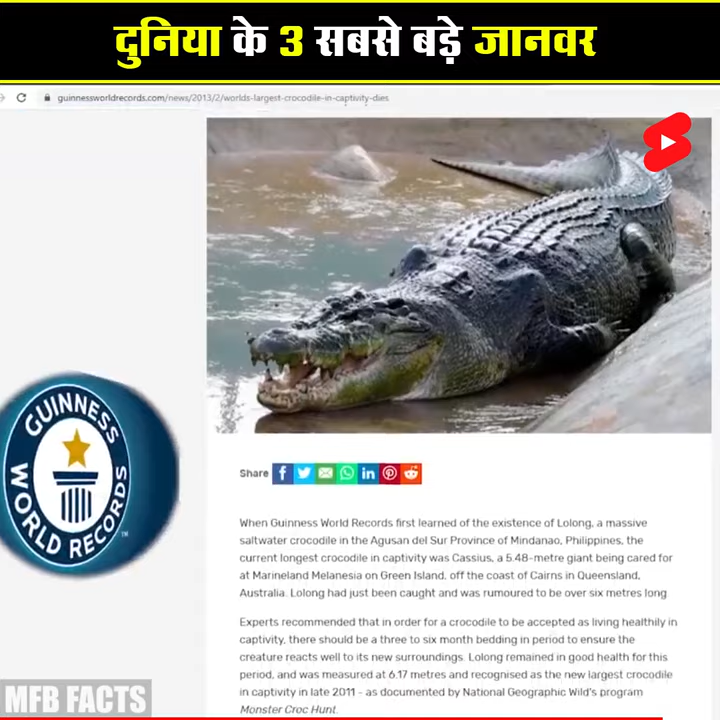 दुनिया के 3 सबसे बड़े जानवर
guinnessworldrecords.com/news/2013/2/worlds-largest-crocodile-in-captivity-dies
GUINNESS
WORLD RECORDS
TM
Share
When Guinness World Records first learned of the existence of Lolong, a massive
saltwater crocodile in the Agusan del Sur Province of Mindanao, Philippines, the
current longest crocodile in captivity was Cassius, a 5.48-metre giant being cared for
at Marineland Melanesia on Green Island, off the coast of Cairns in Queensland,
Australia. Lolong had just been caught and was rumoured to be over six metres long
Experts recommended that in order for a crocodile to be accepted as living healthily in
captivity, there should be a three to six month bedding in period to ensure the
creature reacts well to its new surroundings. Lolong remained in good health for this
period, and was measured at 6.17 metres and recognised as the new largest crocodile
in captivity in late 2011 - as documented by National Geographic Wild's program
Monster Croc Hunt.
MFB FACTS